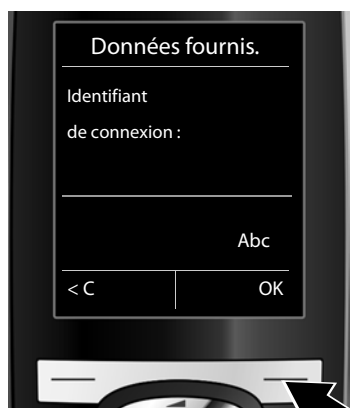 Données fournis.
Identifiant
de connexion :
Abc
< C OK